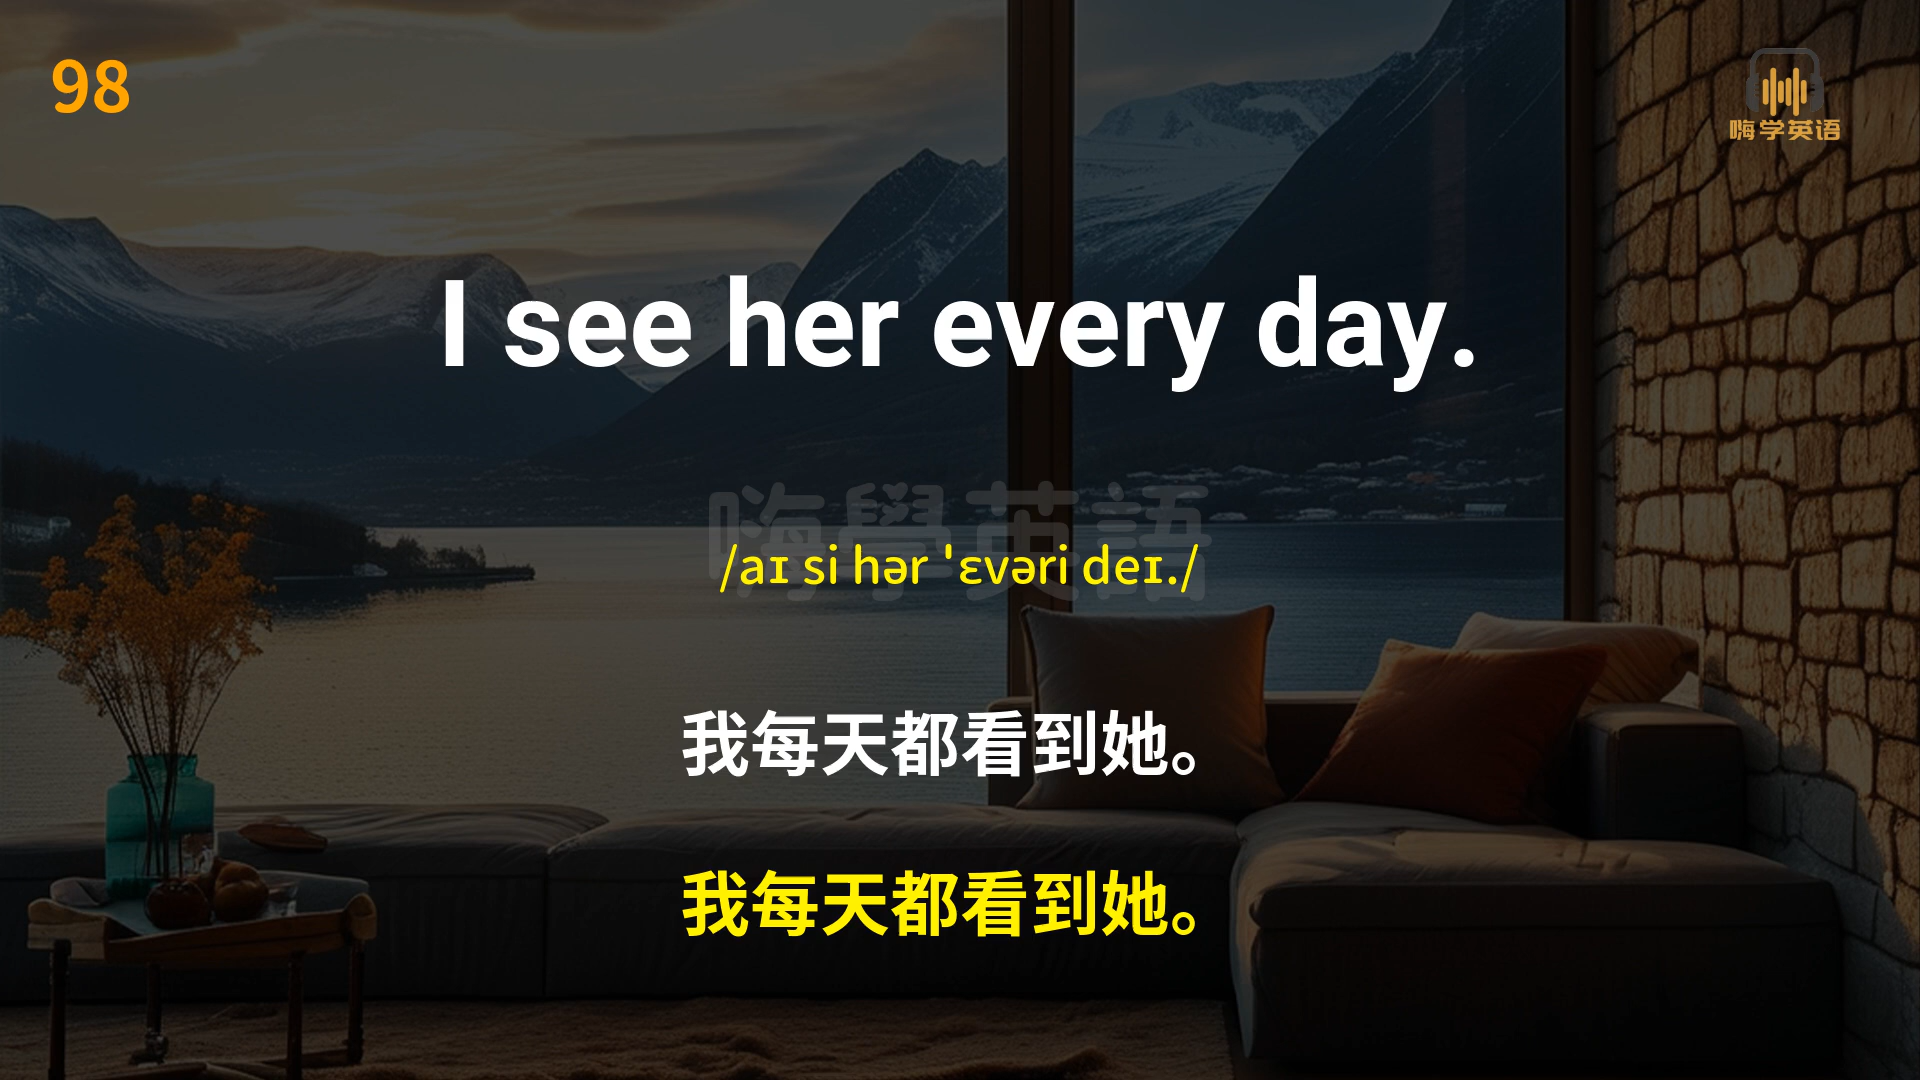 98
嗨学英语
I see her every day.
嗨學英語
/aɪ si hər ˈɛvəri deɪ./
我每天都看到她。
我每天都看到她。